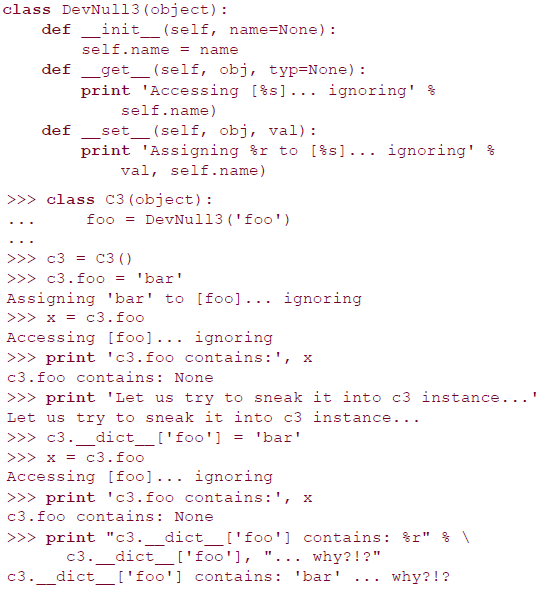 class DevNull3(object):
    def __init__(self, name=None):
        self.name = name
    def __get__(self, obj, typ=None):
        print 'Accessing [%s]... ignoring' %
            self.name)
    def __set__(self, obj, val):
        print 'Assigning %r to [%s]... ignoring' %
            val, self.name)
>>> class C3(object):
...     foo = DevNull3('foo')
...
>>> c3 = C3()
>>> c3.foo = 'bar'
Assigning 'bar' to [foo]... ignoring
>>> x = c3.foo
Accessing [foo]... ignoring
>>> print 'c3.foo contains:', x
c3.foo contains: None
>>> print 'Let us try to sneak it into c3 instance...'
Let us try to sneak it into c3 instance...
>>> c3.__dict__['foo'] = 'bar'
>>> x = c3.foo
Accessing [foo]... ignoring
>>> print 'c3.foo contains:', x
c3.foo contains: None
>>> print "c3.__dict__['foo'] contains: %r" % \
      c3.__dict__['foo'], "... why?!?"
c3.__dict__['foo'] contains: 'bar' ... why?!?